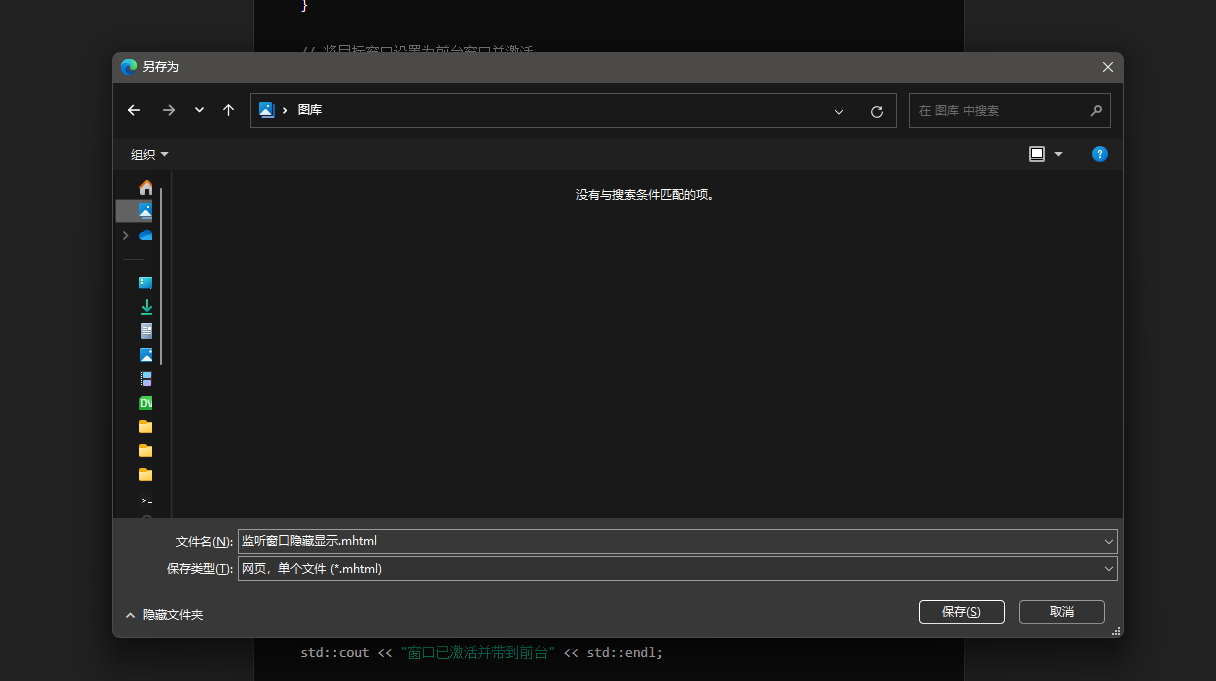 }
// 将目标窗口设置为前台窗口并激活
另存为
图库
在 图库 中搜索
组织
没有与搜索条件匹配的项。
DV
文件名(N): 监听窗口隐藏显示.mhtml
保存类型(T): 网页，单个文件 (*.mhtml)
隐藏文件夹
保存(S)
取消
std::cout << "窗口已激活并带到前台" << std::endl;